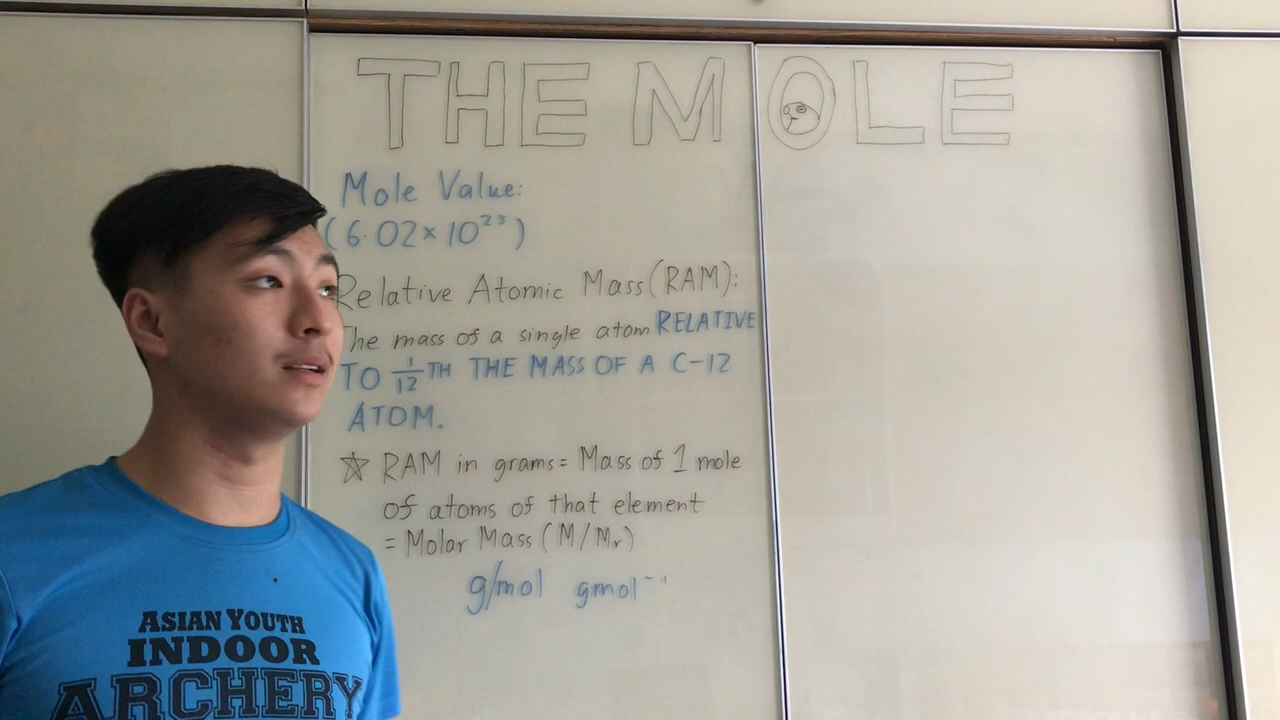 THE MOLE
Mole Value:
(6.02×10²³)
Relative Atomic Mass (RAM):
The mass of a single atom RELATIVE
TO 1/12 TH THE MASS OF A C-12
ATOM.
☆ RAM in grams = Mass of 1 mole
of atoms of that element
= Molar Mass (M/Mr)
g/mol gmol⁻¹
ASIAN YOUTH
INDOOR
ARCHERY